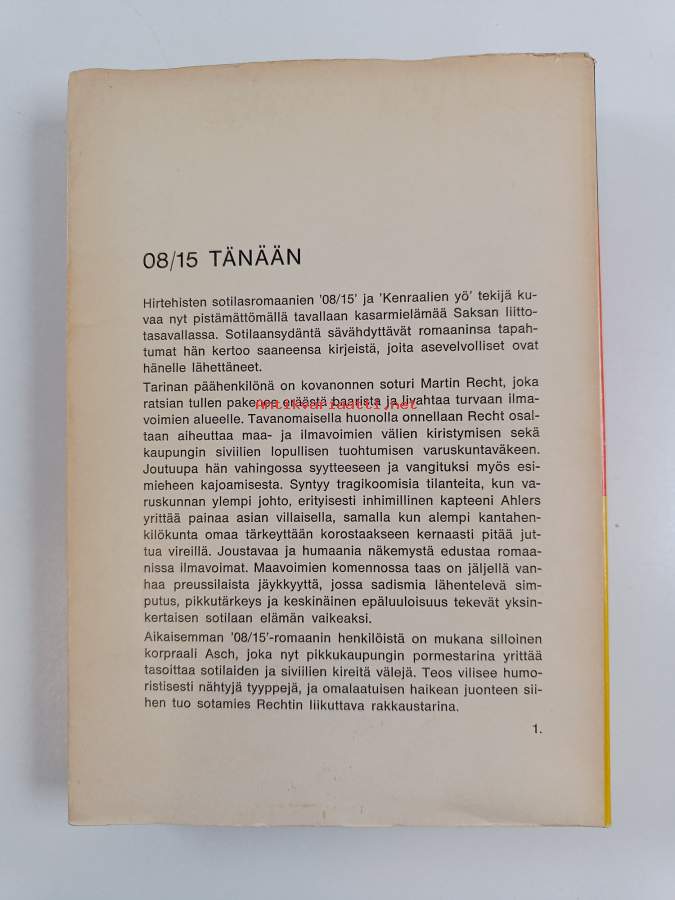 08/15 TÄNÄÄN
Hirtehisten sotilasromaanien '08/15' ja 'Kenraalien yö' tekijä ku-
vaa nyt pistämättömällä tavallaan kasarmielämää Saksan liitto-
tasavallassa. Sotilaansydäntä sävähdyttävät romaaninsa tapah-
tumat hän kertoo saaneensa kirjeistä, joita asevelvolliset ovat
hänelle lähettäneet.
Tarinan päähenkilönä on kovanonnen soturi Martin Recht, joka
ratsian tullen pakenee eräästä baarista ja livahtaa turvaan ilma-
Antikvariaatti.net
voimien alueelle. Tavanomaisella huonolla onnellaan Recht osal-
taan aiheuttaa maa- ja ilmavoimien välien kiristymisen sekä
kaupungin siviilien lopullisen tuohtumisen varuskuntaväkeen.
Joutuupa hän vahingossa syytteeseen ja vangituksi myös esi-
mieheen kajoamisesta. Syntyy tragikoomisia tilanteita, kun va-
ruskunnan ylempi johto, erityisesti inhimillinen kapteeni Ahlers
yrittää painaa asian villaisella, samalla kun alempi kantahen-
kilökunta omaa tärkeyttään korostaakseen kernaasti pitää jut-
tua vireillä. Joustavaa ja humaania näkemystä edustaa romaa-
nissa ilmavoimat. Maavoimien komennossa taas on jäljellä van-
haa preussilaista jäykkyyttä, jossa sadismia lähentelevä sim-
putus, pikkutärkeys ja keskinäinen epäluuloisuus tekevät yksin-
kertaisen sotilaan elämän vaikeaksi.
Aikaisemman '08/15'-romaanin henkilöistä on mukana silloinen
korpraali Asch, joka nyt pikkukaupungin pormestarina yrittää
tasoittaa sotilaiden ja siviilien kireitä välejä. Teos vilisee humo-
ristisesti nähtyjä tyyppejä, ja omalaatuisen haikean juonteen sii-
hen tuo sotamies Rechtin liikuttava rakkaustarina.
1.